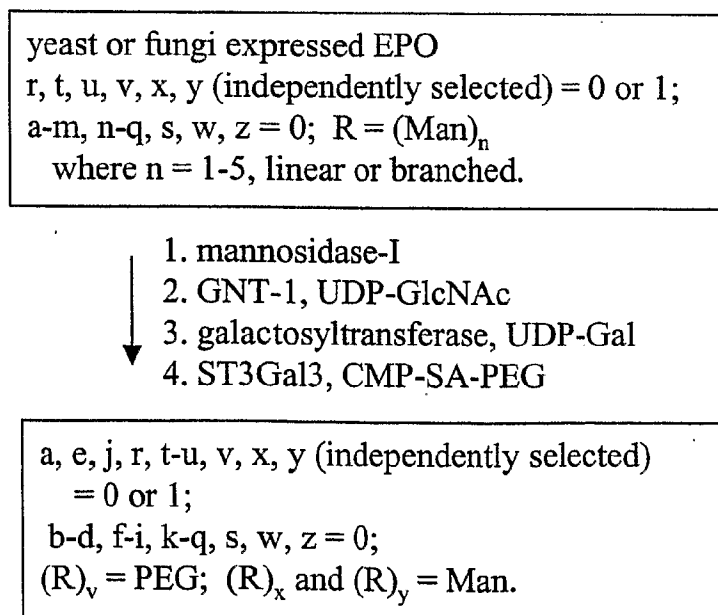 yeast or fungi expressed EPO
r, t, u, v, x, y (independently selected) = 0 or 1;
a-m, n-q, s, w, z = 0; R = (Man)n
where n = 1-5, linear or branched.
1. mannosidase-I
2. GNT-1, UDP-GlcNAc
3. galactosyltransferase, UDP-Gal
4. ST3Gal3, CMP-SA-PEG
a, e, j, r, t-u, v, x, y (independently selected)
= 0 or 1;
b-d, f-i, k-q, s, w, z = 0;
(R)v = PEG; (R)x and (R)y = Man.